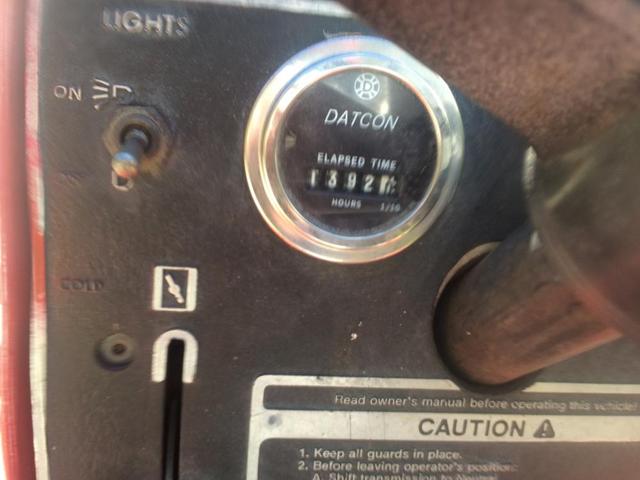 LIGHTS
ON
D
DATCON
ELAPSED TIME
1392
HOURS 1/10
COLD
Read owner's manual before operating this vehicle!
CAUTION
1. Keep all guards in place.
2. Before leaving operator's position:
A. Shift transmission to Neutral